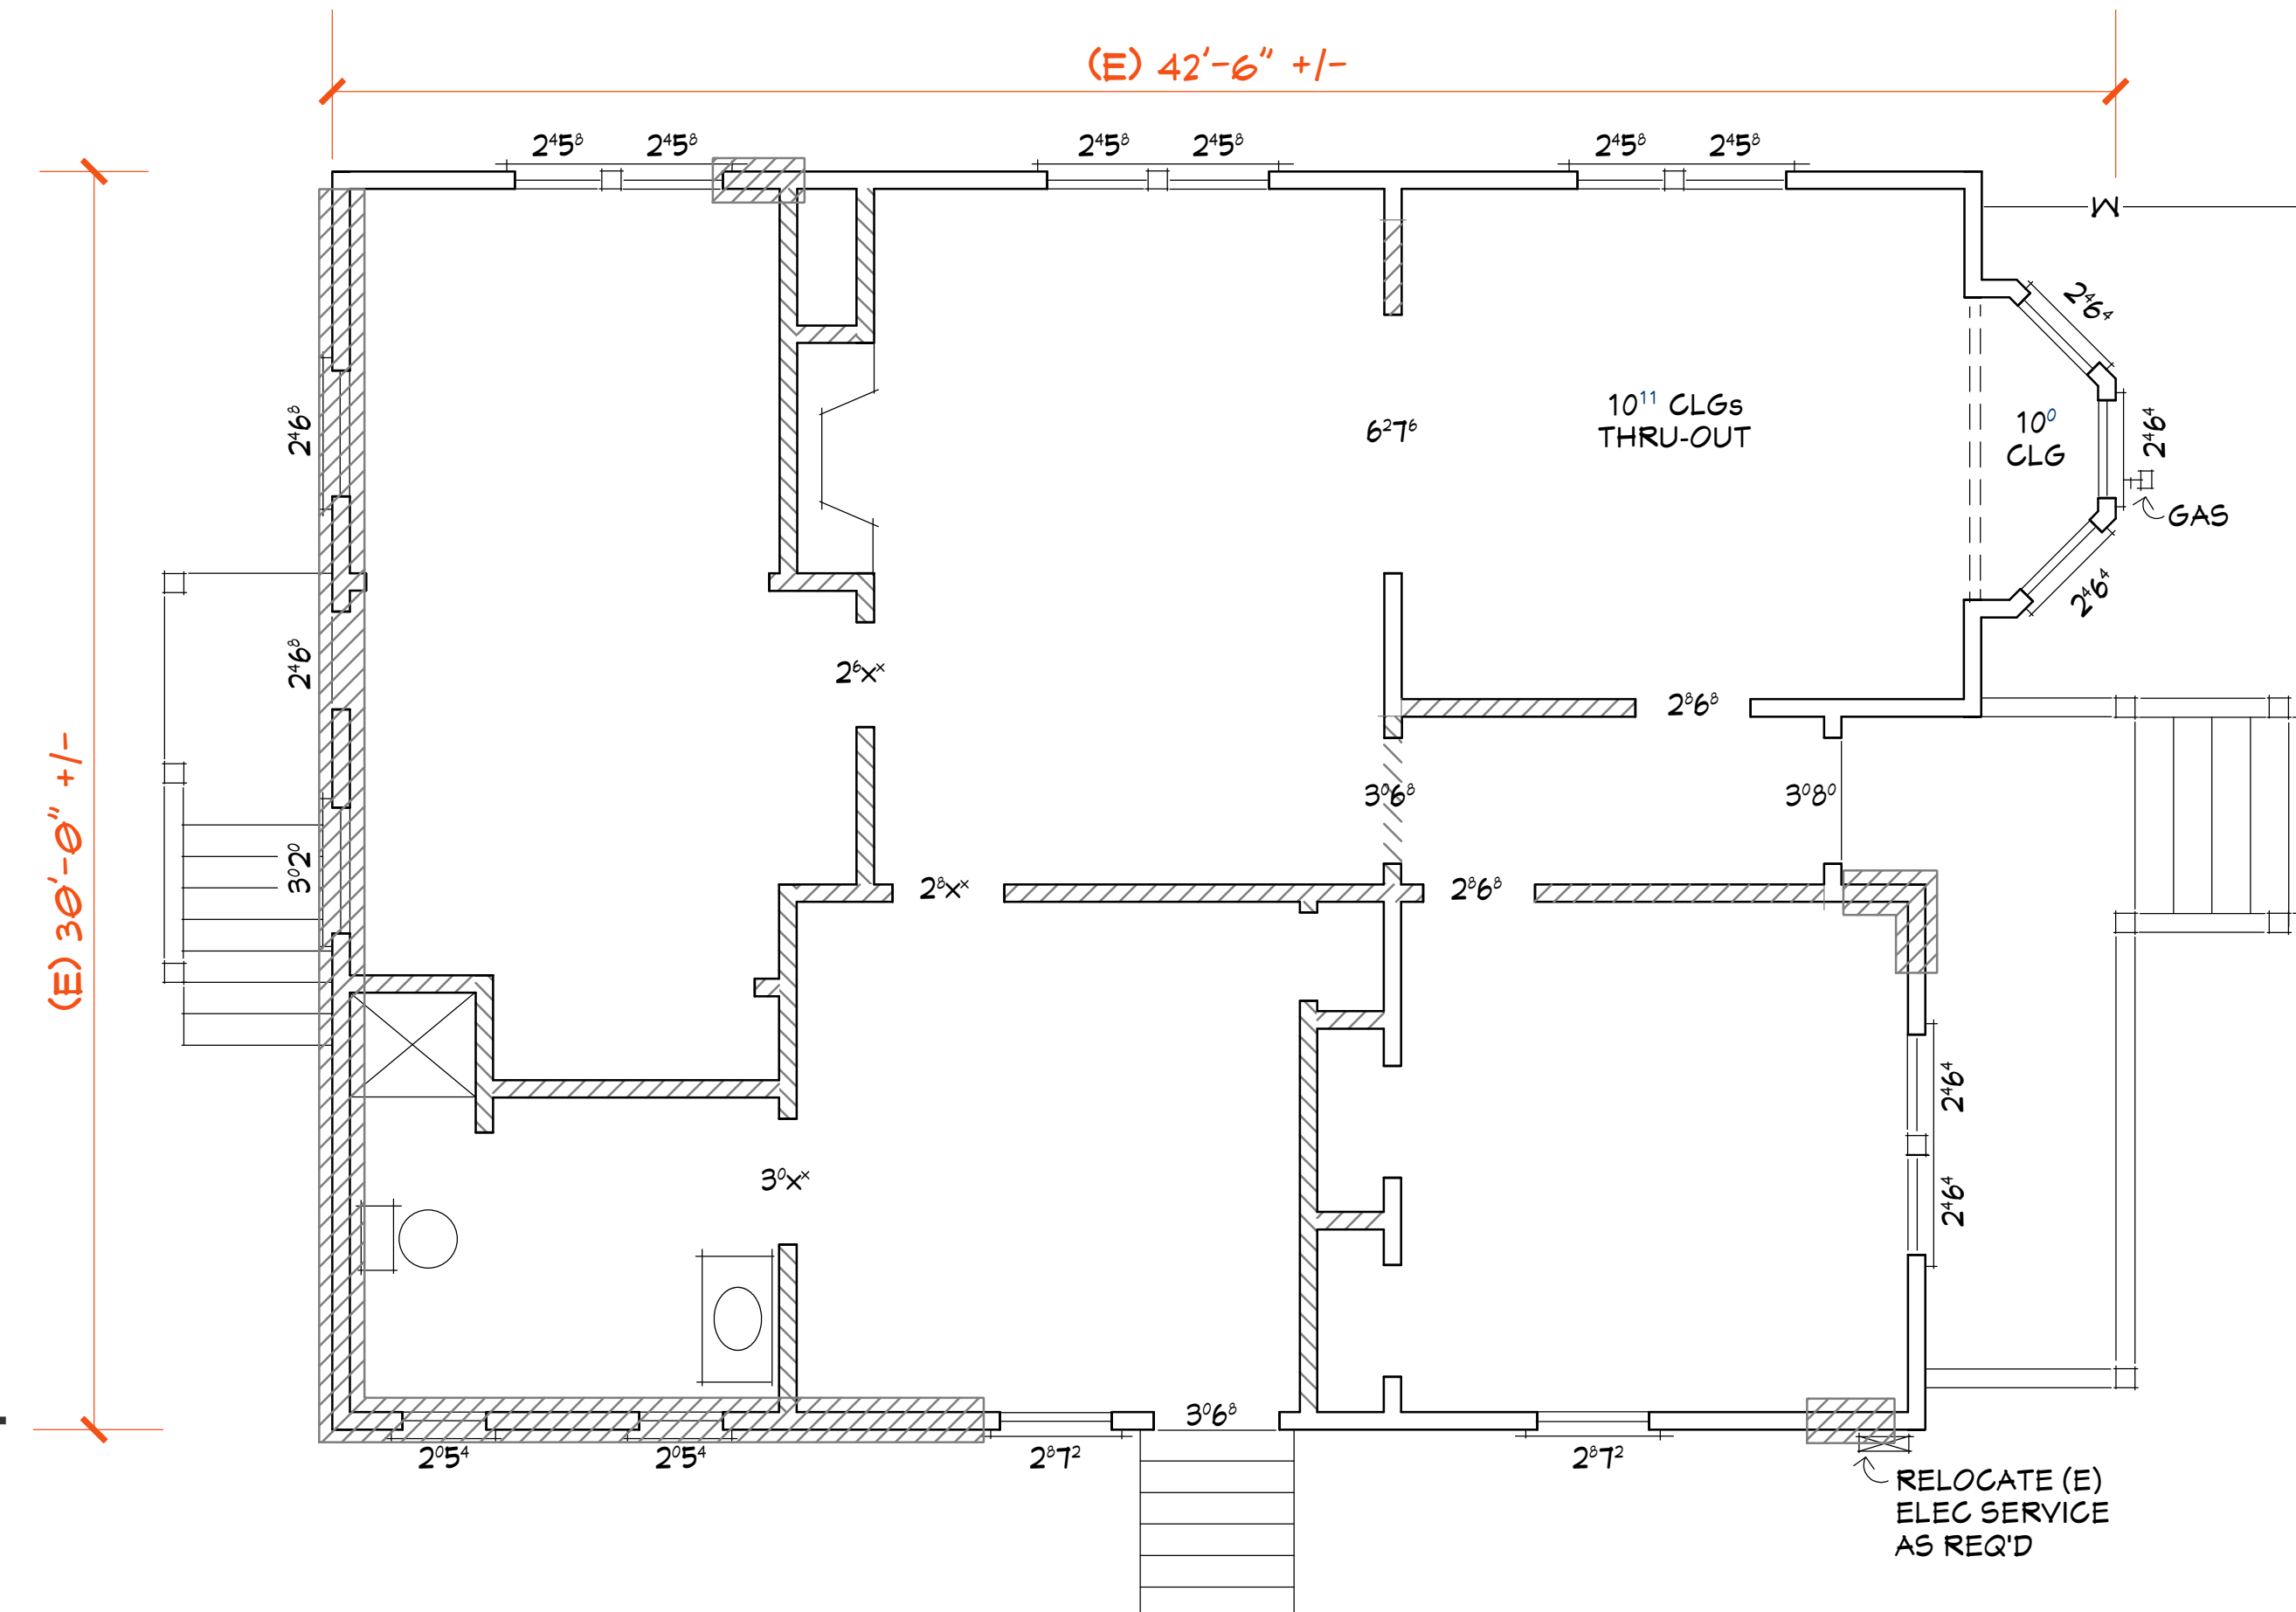 (E) 42'-6" +/-
2⁴5⁸ 2⁴5⁸ 2⁴5⁸ 2⁴5⁸ 2⁴5⁸ 2⁴5⁸
W
2⁴6⁴
10¹¹ CLGs
THRU-OUT
6²7⁶
10⁰
CLG
2⁴6⁴
2⁴6⁸
GAS
2⁴6⁴
2⁴6⁸
2⁶x ͯ
2⁸6⁸
(E) 30'-0" +/-
3⁰6⁸
3⁰8⁰
3⁰2⁰
2⁸xˣ
2⁸6⁸
2⁴6⁴
3⁰xˣ
2⁴6⁴
3⁰6⁸
2⁰5⁴ 2⁰5⁴ 2⁸7² 2⁸7²
RELOCATE (E)
ELEC SERVICE
AS REQ'D